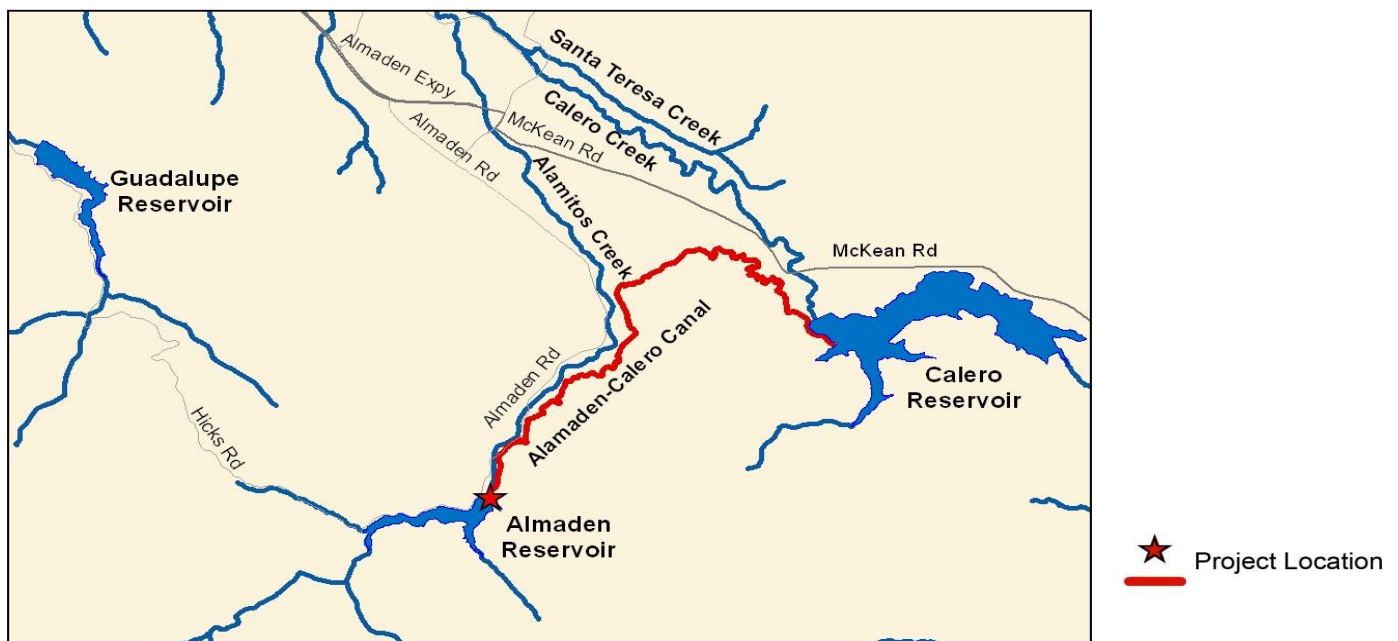 Santa Teresa Creek
Almaden Expy
Calero Creek
McKean Rd
Almaden Rd
Guadalupe
Reservoir
Alamitos Creek
McKean Rd
Almaden Rd
Alamaden-Calero Canal
Calero
Reservoir
Hicks Rd
Almaden
Reservoir
Project Location